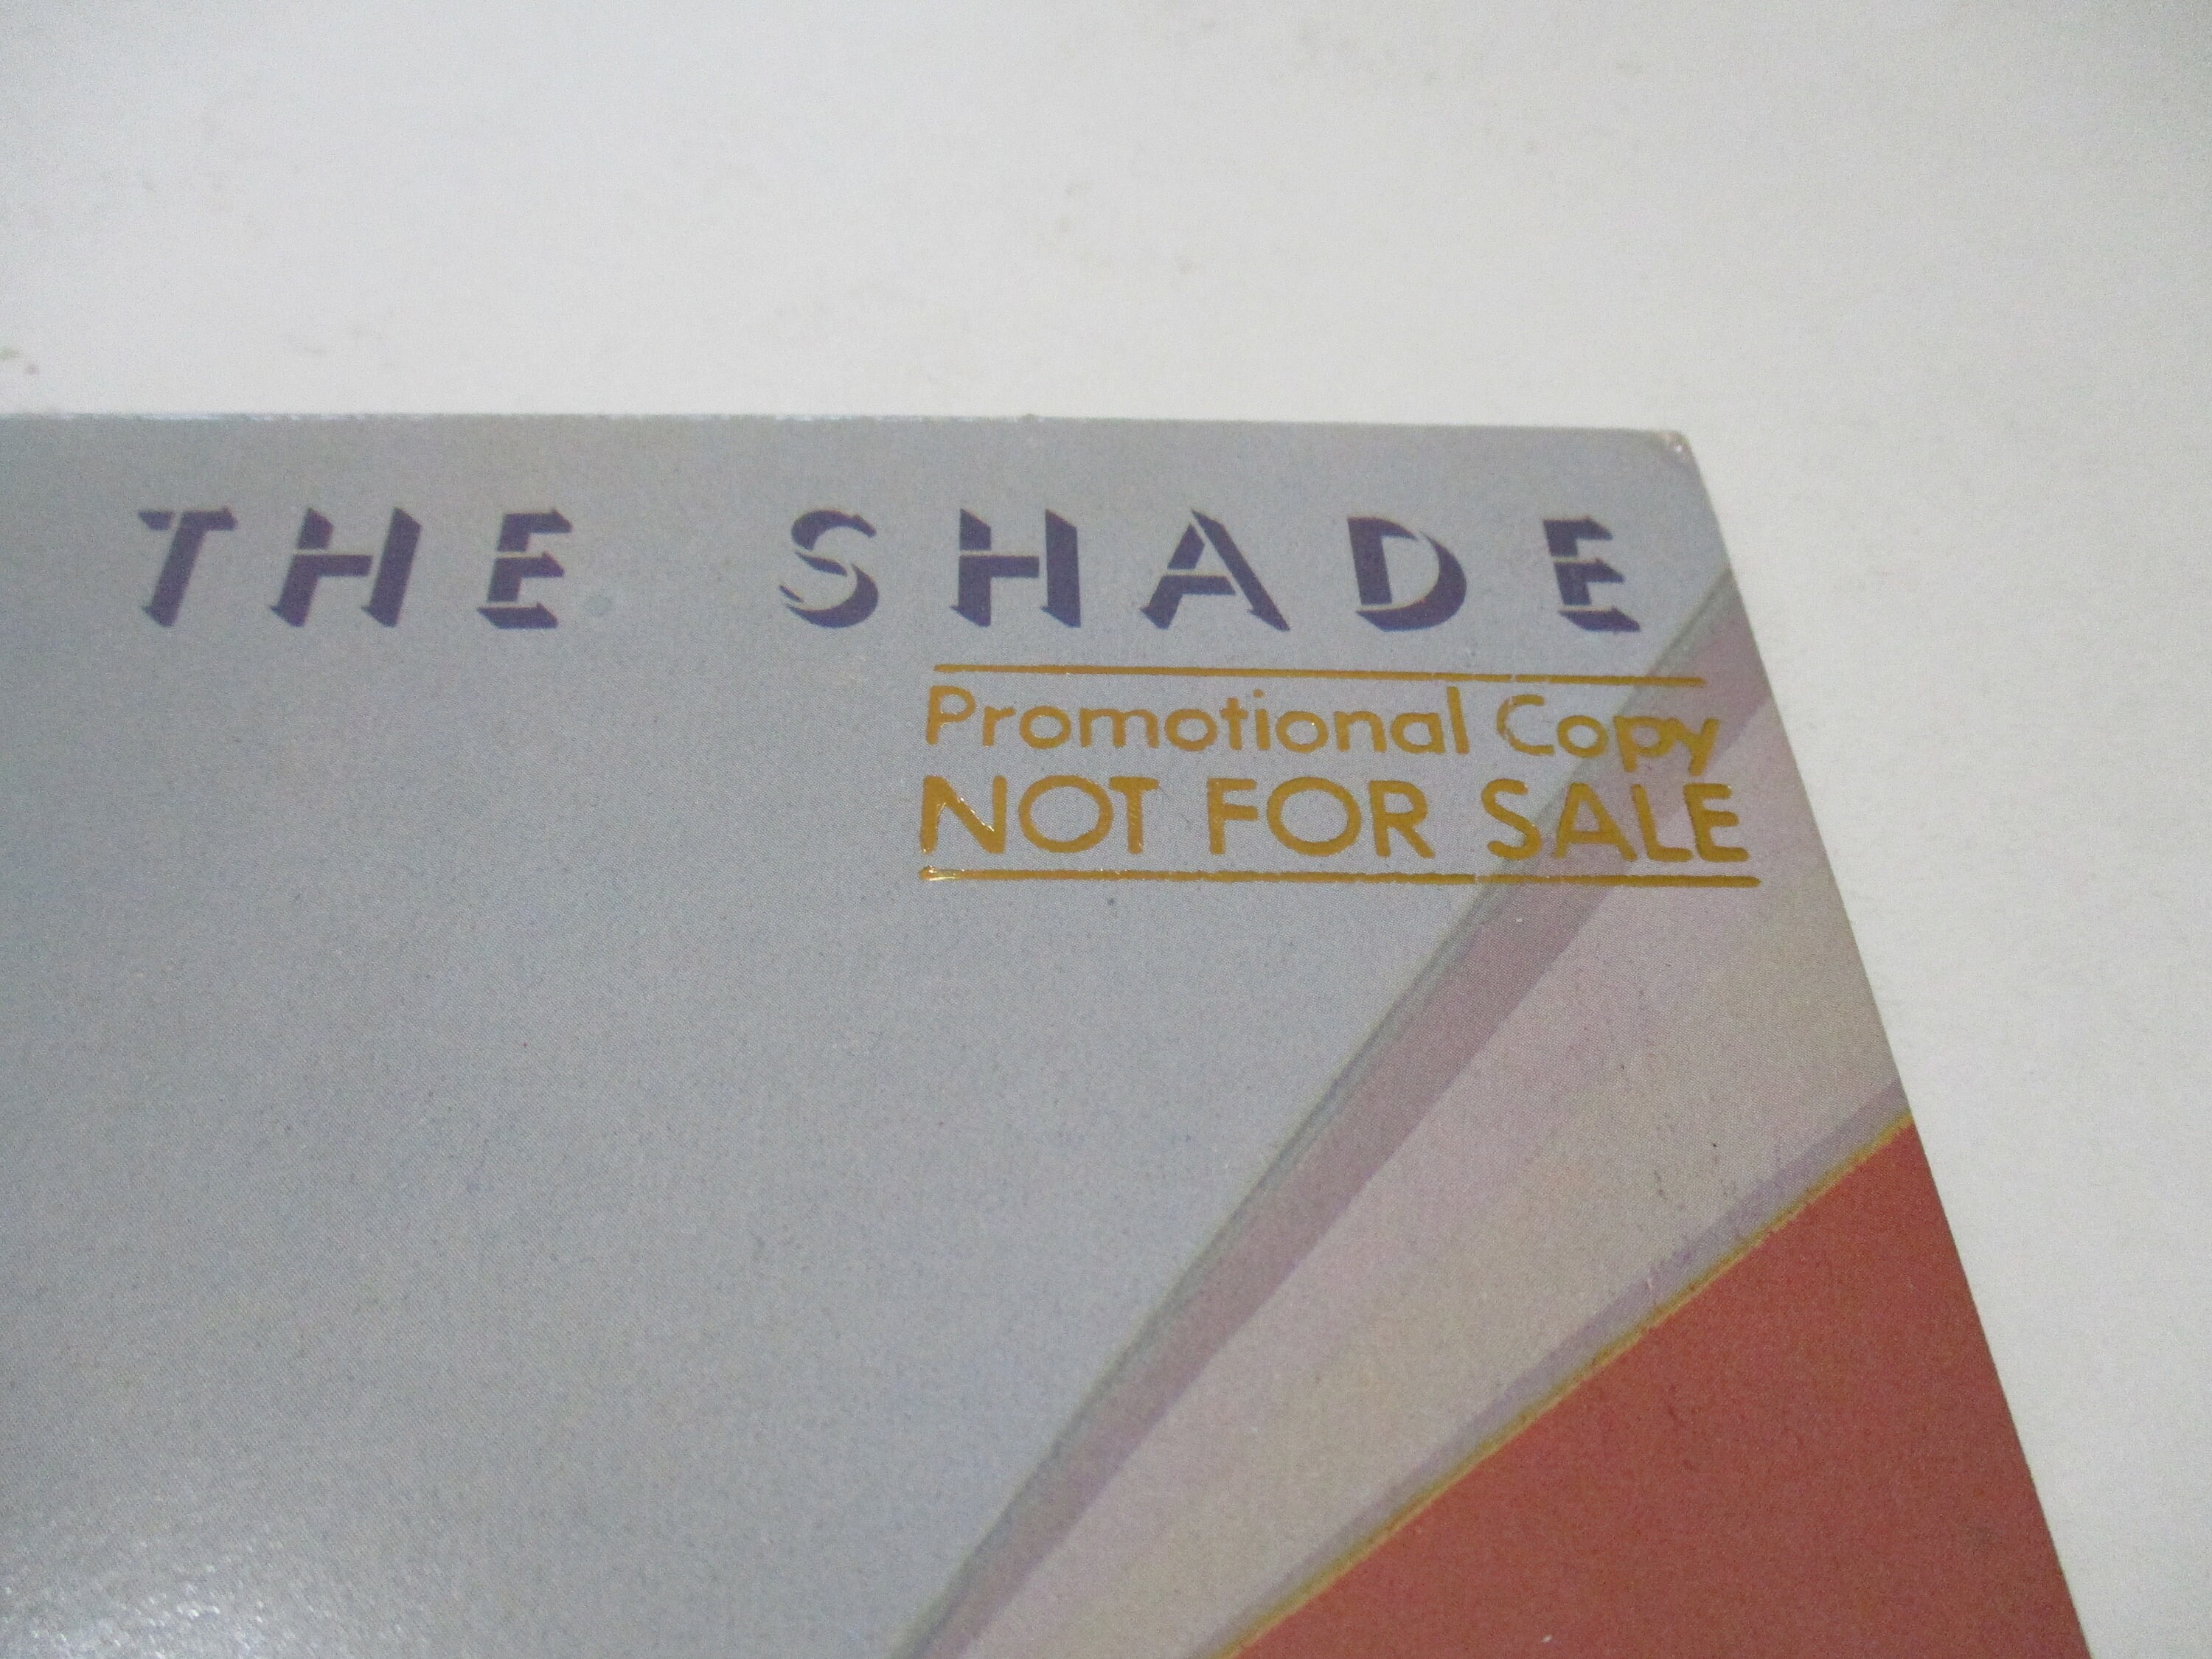 THE SHADE
Promotional Copy
NOT FOR SALE